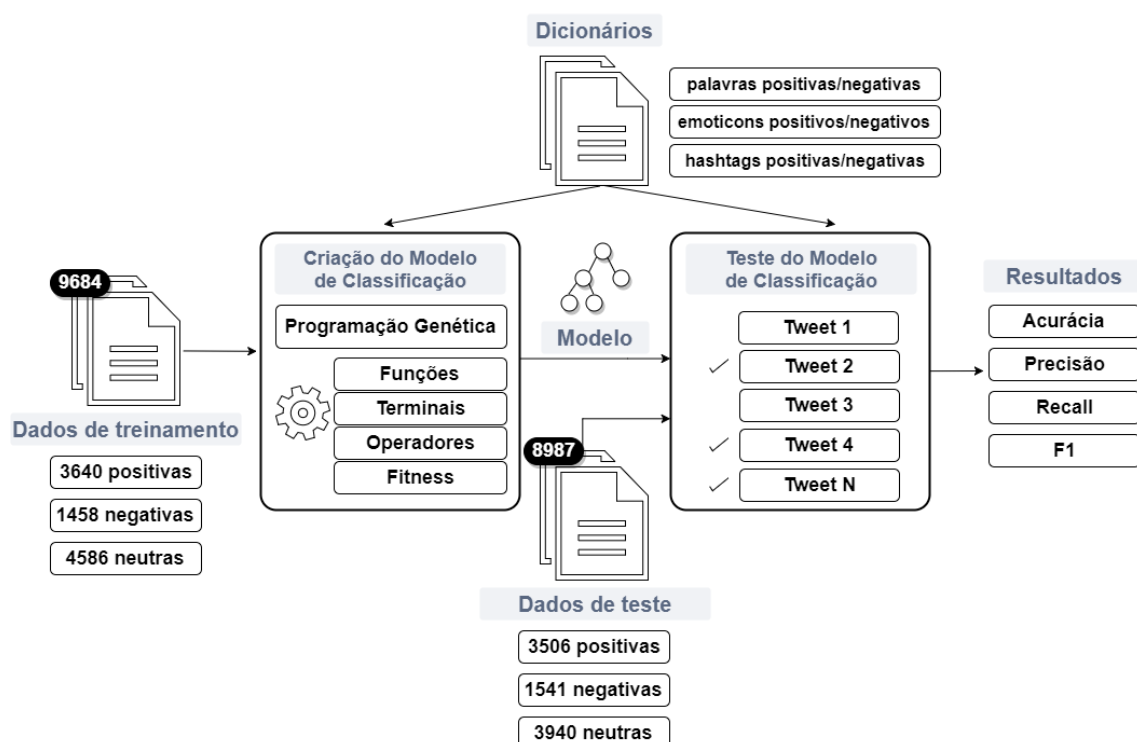 Dicionários
palavras positivas/negativas
emoticons positivos/negativos
hashtags positivas/negativas
9684
Dados de treinamento
3640 positivas
1458 negativas
4586 neutras
Criação do Modelo
de Classificação
Programação Genética
Funções
Terminais
Operadores
Fitness
Modelo
8987
Dados de teste
3506 positivas
1541 negativas
3940 neutras
Teste do Modelo
de Classificação
Tweet 1
Tweet 2
Tweet 3
Tweet 4
Tweet N
Resultados
Acurácia
Precisão
Recall
F1